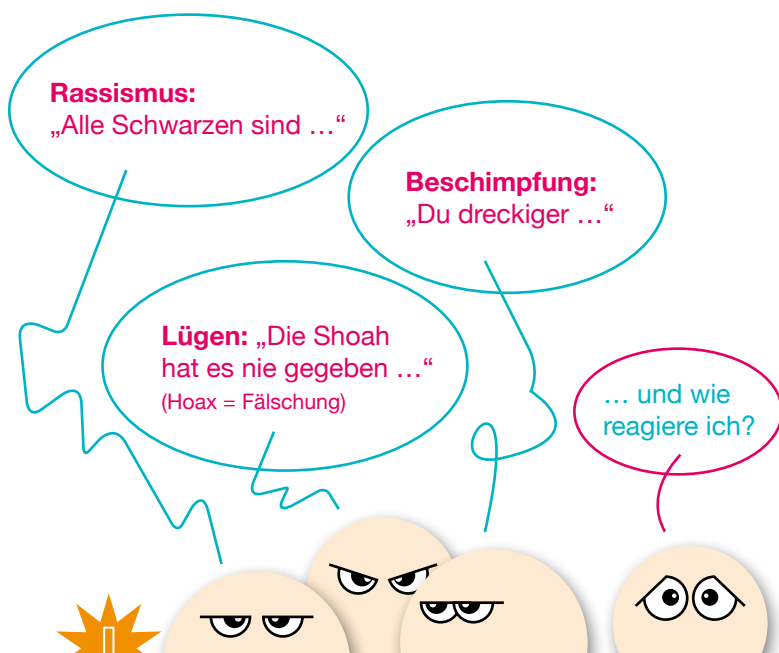 Rassismus:
„Alle Schwarzen sind …“
Beschimpfung:
„Du dreckiger …“
Lügen: „Die Shoah
hat es nie gegeben …“
(Hoax = Fälschung)
… und wie
reagiere ich?